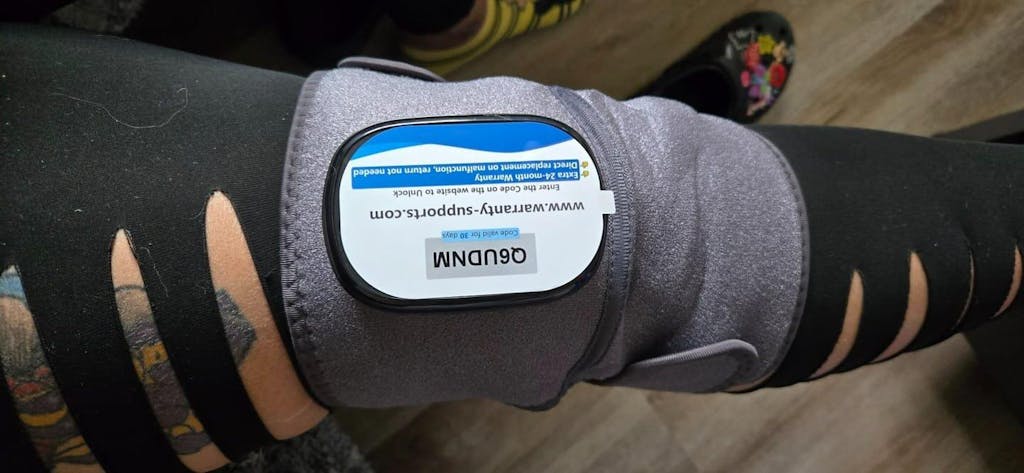 Q6UDNM
Code valid for 30 days
www.warranty-supports.com
Enter the Code on the website to Unlock
👉 Extra 24-month Warranty
👉 Direct replacement on malfunction, return not needed